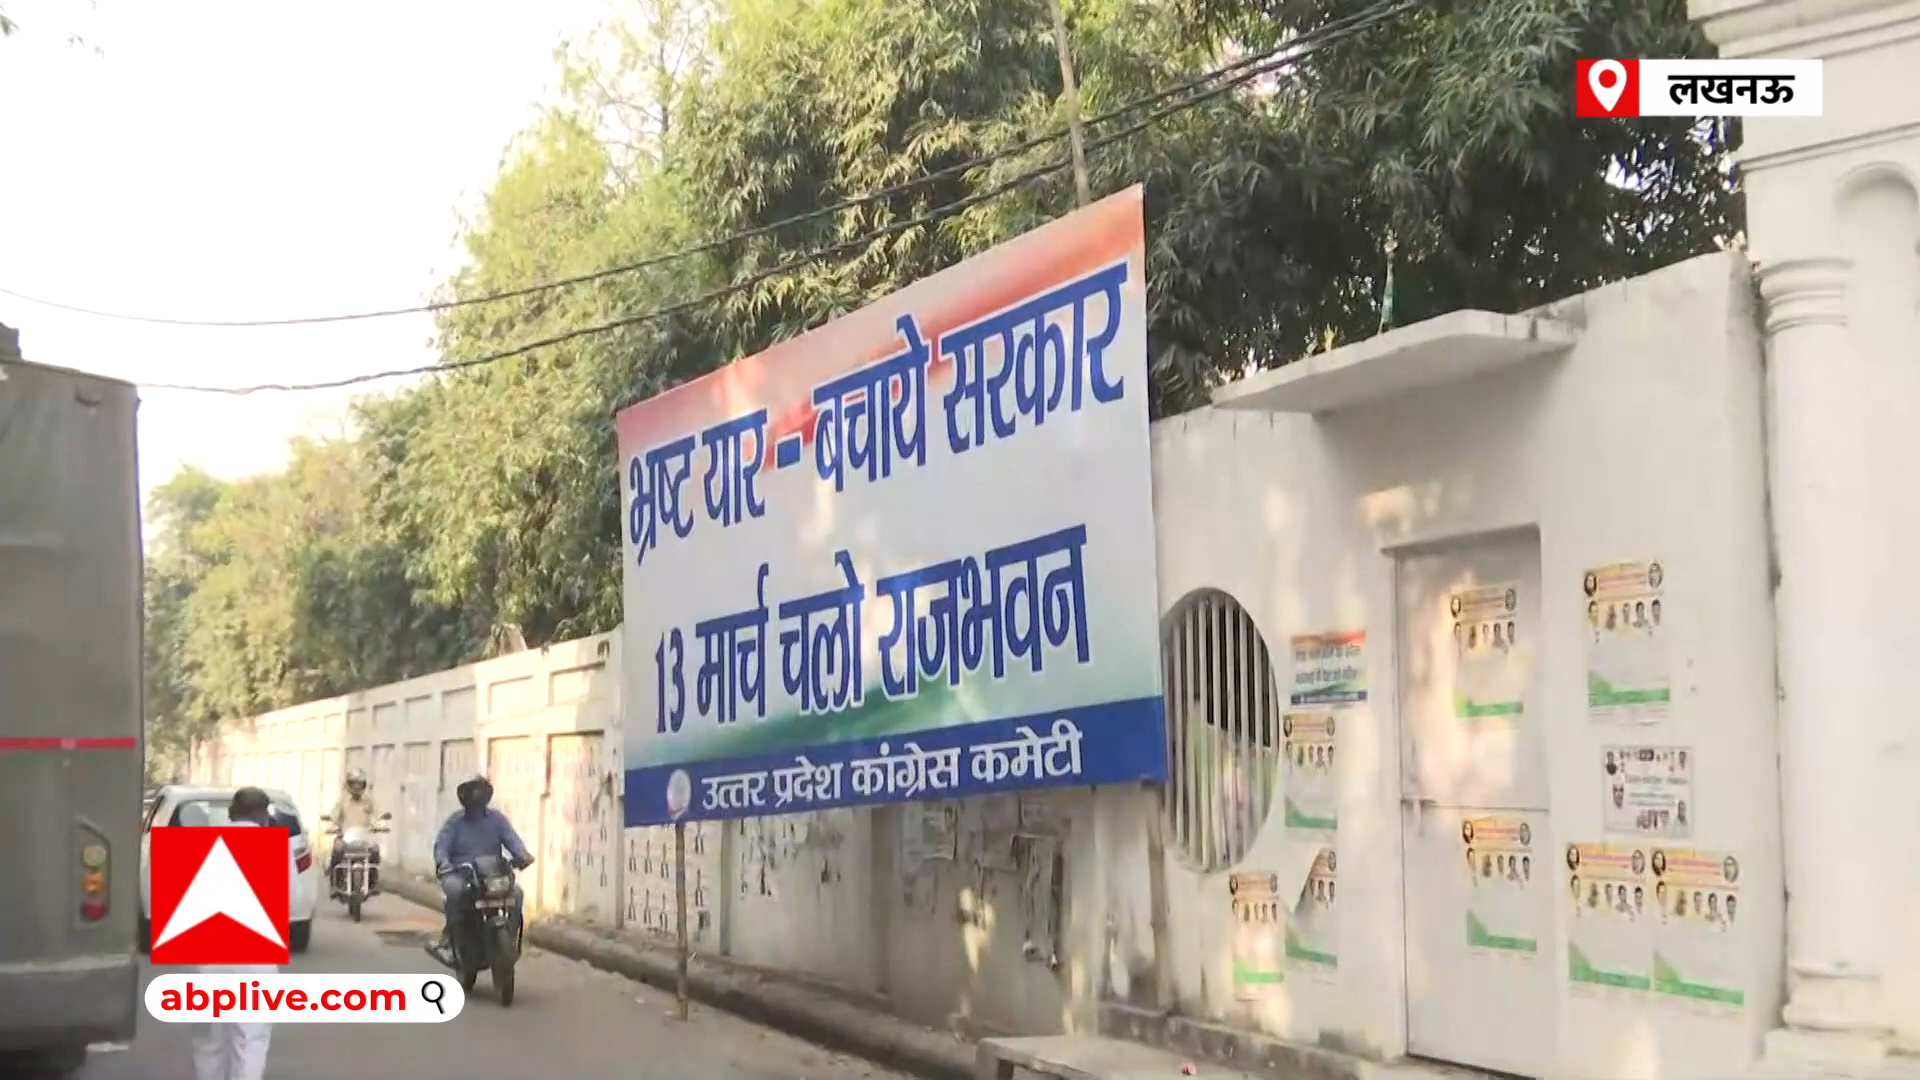 लखनऊ
भ्रष्ट यार - बचाये सरकार
13 मार्च चलो राजभवन
उत्तर प्रदेश कांग्रेस कमेटी
abplive.com